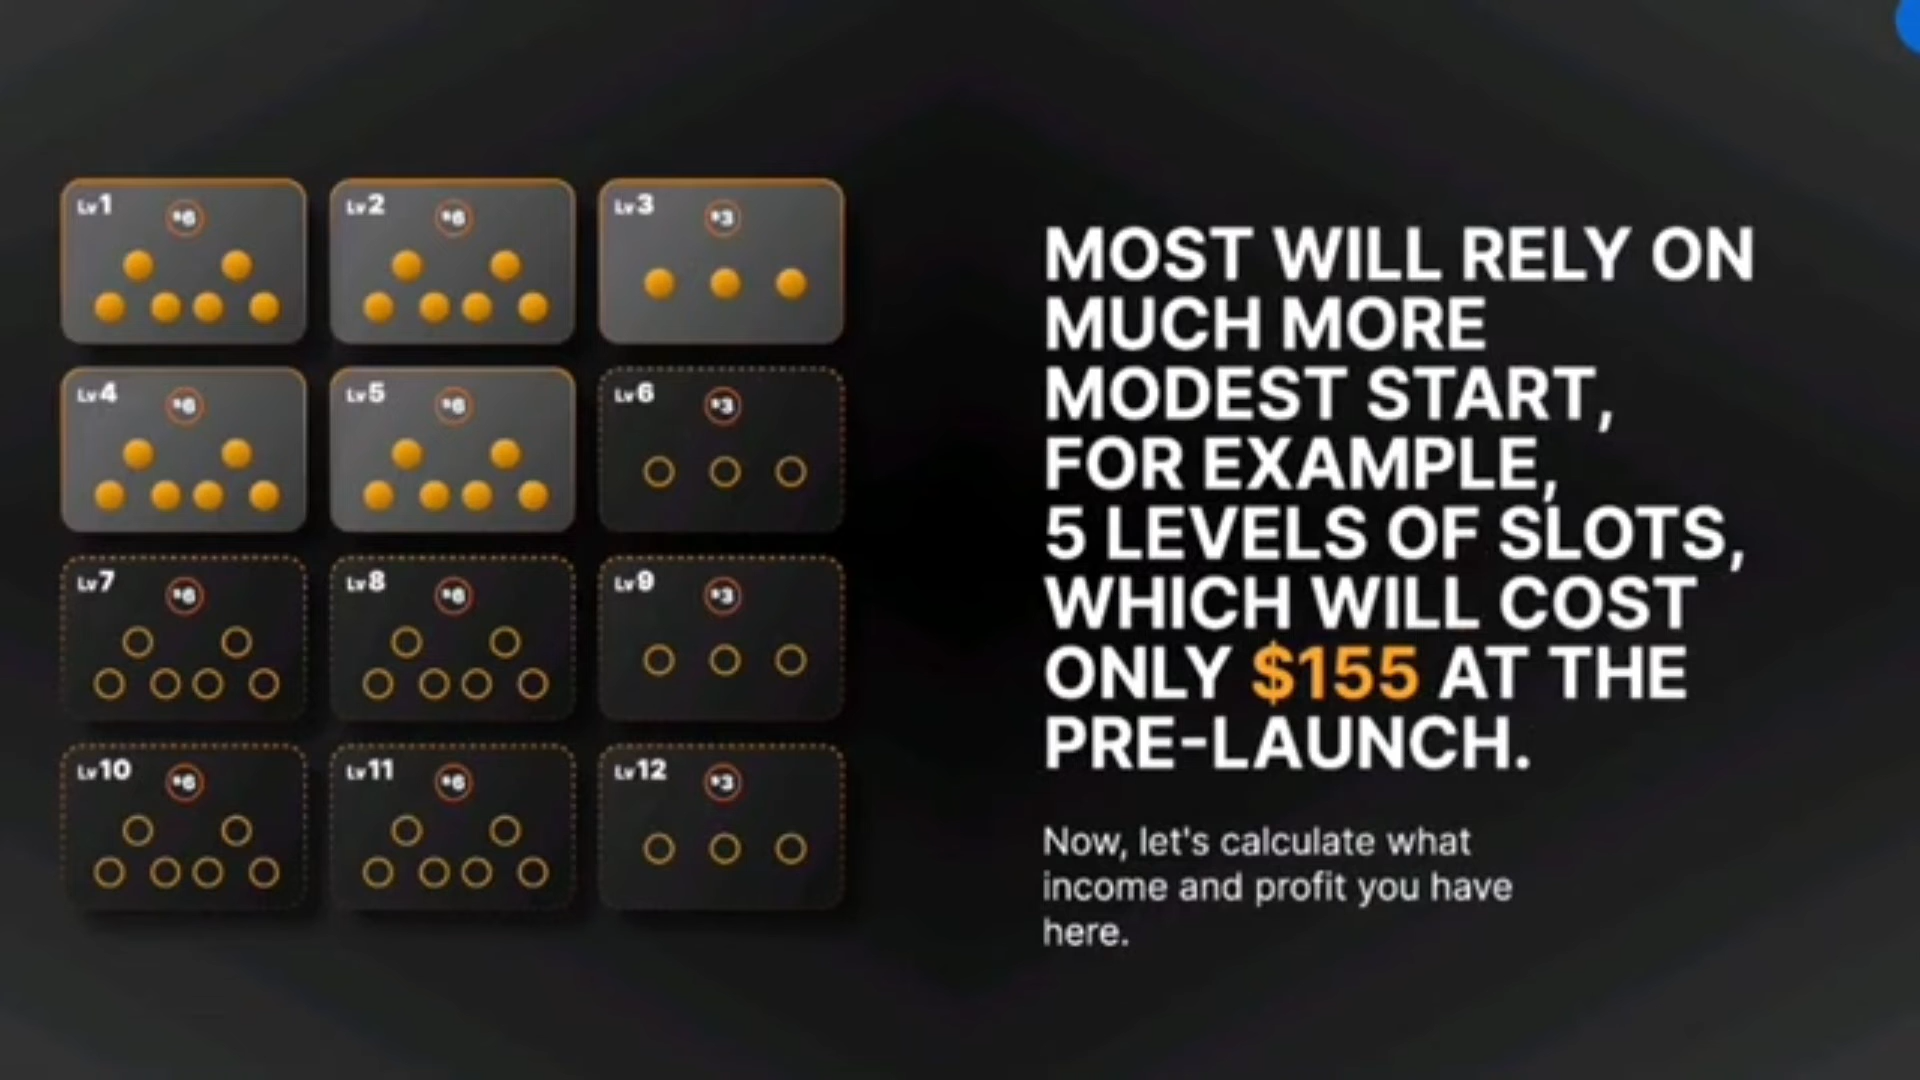 Lv1
*6
Lv2
*6
Lv3
*3
Lv4
*6
Lv5
*6
Lv6
*3
Lv7
*6
Lv8
*6
Lv9
*3
Lv10
*6
Lv11
*6
Lv12
*3
MOST WILL RELY ON
MUCH MORE
MODEST START,
FOR EXAMPLE,
5 LEVELS OF SLOTS,
WHICH WILL COST
ONLY $155 AT THE
PRE-LAUNCH.
Now, let's calculate what
income and profit you have
here.